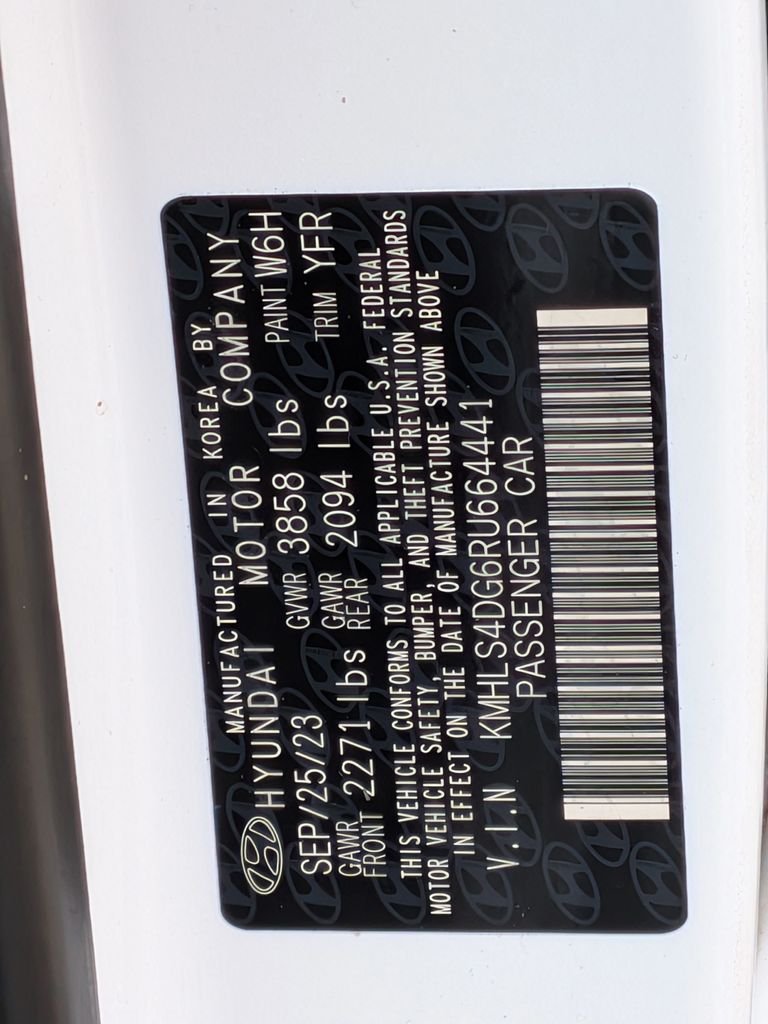 MANUFACTURED IN KOREA BY
HYUNDAI MOTOR COMPANY
SEP/25/23 GVWR 3858 lbs PAINT W6H
GAWR FRONT 2271 lbs GAWR REAR 2094 lbs TRIM YFR
THIS VEHICLE CONFORMS TO ALL APPLICABLE U.S.A. FEDERAL
MOTOR VEHICLE SAFETY, BUMPER, AND THEFT PREVENTION STANDARDS
IN EFFECT ON THE DATE OF MANUFACTURE SHOWN ABOVE
V.I.N KMHLS4DG6RU664441
PASSENGER CAR